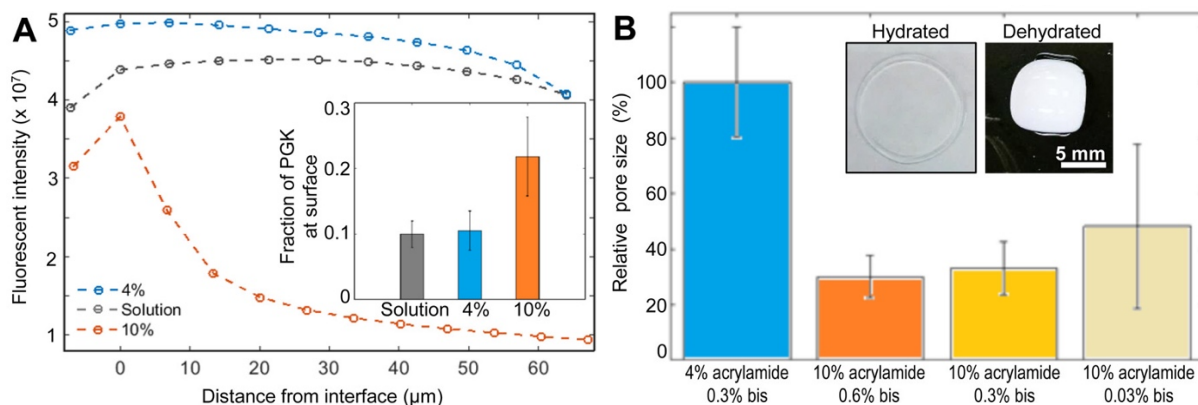 A
Fluorescent intensity (x 10⁷)
5
4
3
2
1
4%
Solution
10%
0 10 20 30 40 50 60
Distance from interface (µm)
Fraction of PGK
at surface
0.3
0.2
0.1
0
Solution 4% 10%
B
Relative pore size (%)
100
80
60
40
20
0
Hydrated Dehydrated
5 mm
4% acrylamide
0.3% bis
10% acrylamide
0.6% bis
10% acrylamide
0.3% bis
10% acrylamide
0.03% bis